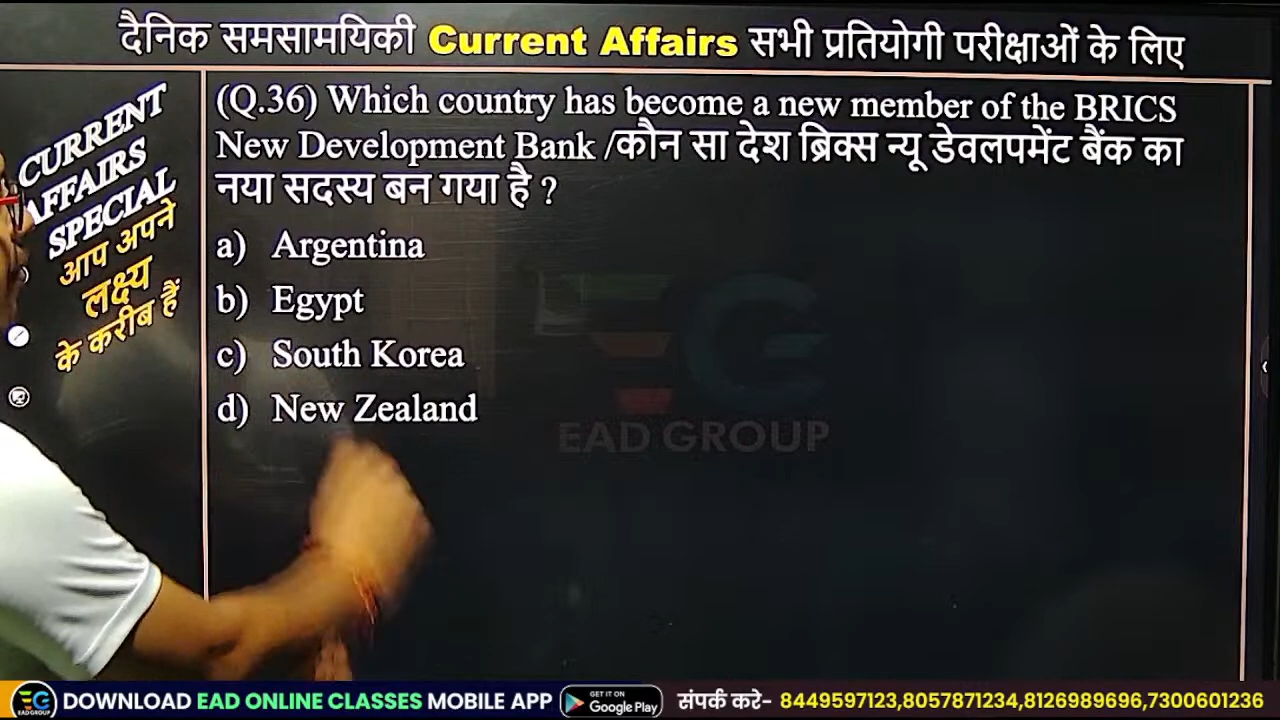 दैनिक समसामयिकी Current Affairs सभी प्रतियोगी परीक्षाओं के लिए
CURRENT
AFFAIRS
SPECIAL
आप अपने
लक्ष्य
के करीब हैं
(Q.36) Which country has become a new member of the BRICS
New Development Bank /कौन सा देश ब्रिक्स न्यू डेवलपमेंट बैंक का
नया सदस्य बन गया है ?
a) Argentina
b) Egypt
c) South Korea
d) New Zealand
EAD GROUP
EAD GROUP
DOWNLOAD EAD ONLINE CLASSES MOBILE APP
GET IT ON
Google Play
संपर्क करे- 8449597123,8057871234,8126989696,7300601236